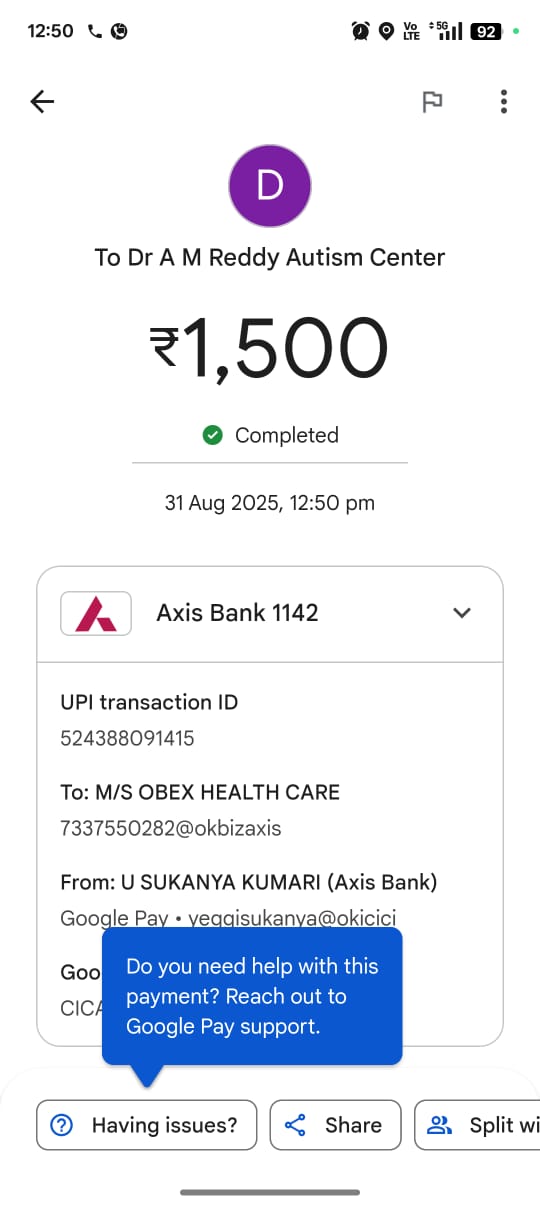 12:50
Vo
LTE
5G
92
D
To Dr A M Reddy Autism Center
₹1,500
Completed
31 Aug 2025, 12:50 pm
Axis Bank 1142
UPI transaction ID
524388091415
To: M/S OBEX HEALTH CARE
7337550282@okbizaxis
From: U SUKANYA KUMARI (Axis Bank)
Google Pay • yeggisukanya@okicici
Goo
CICA
Do you need help with this
payment? Reach out to
Google Pay support.
Having issues?
Share
Split wi